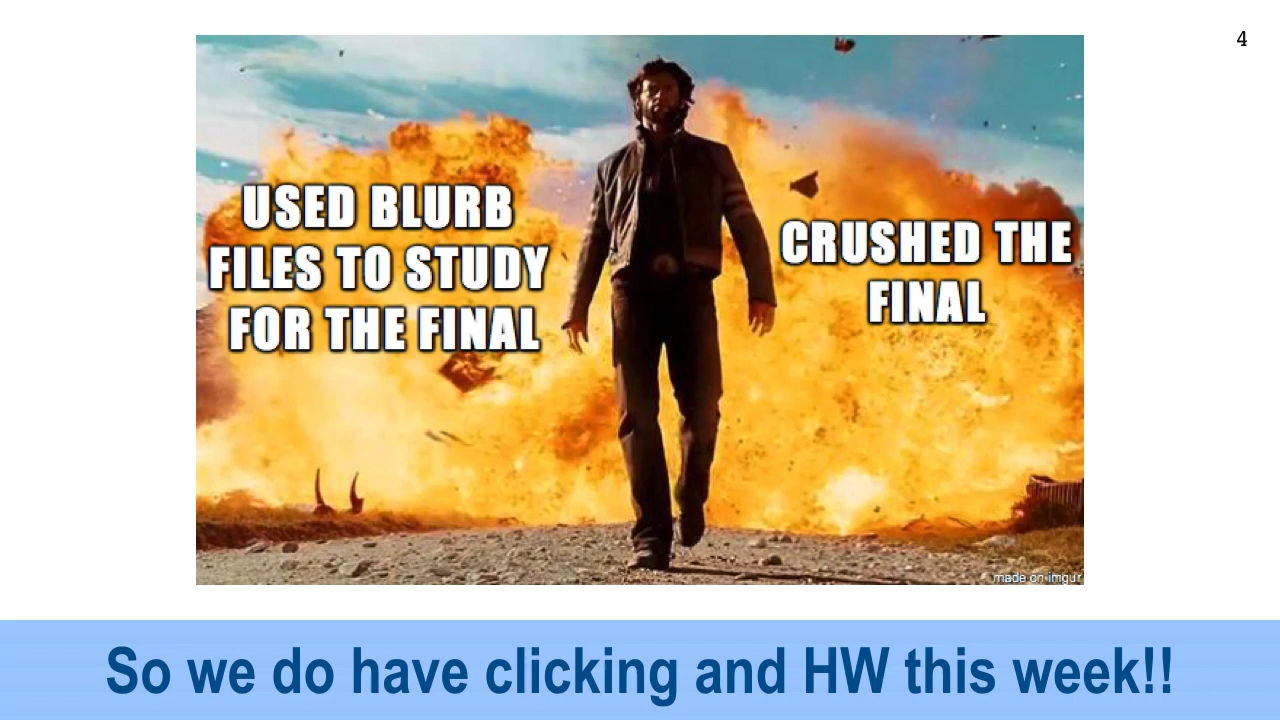 4
USED BLURB
FILES TO STUDY
FOR THE FINAL
CRUSHED THE
FINAL
made on imgur
So we do have clicking and HW this week!!